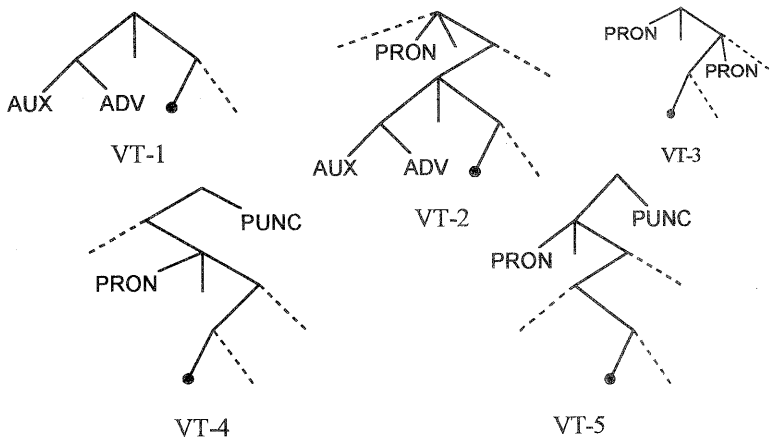 AUX ADV
VT-1
PRON
AUX ADV
VT-2
PRON
PRON
VT-3
PUNC
PRON
VT-4
PUNC
PRON
VT-5